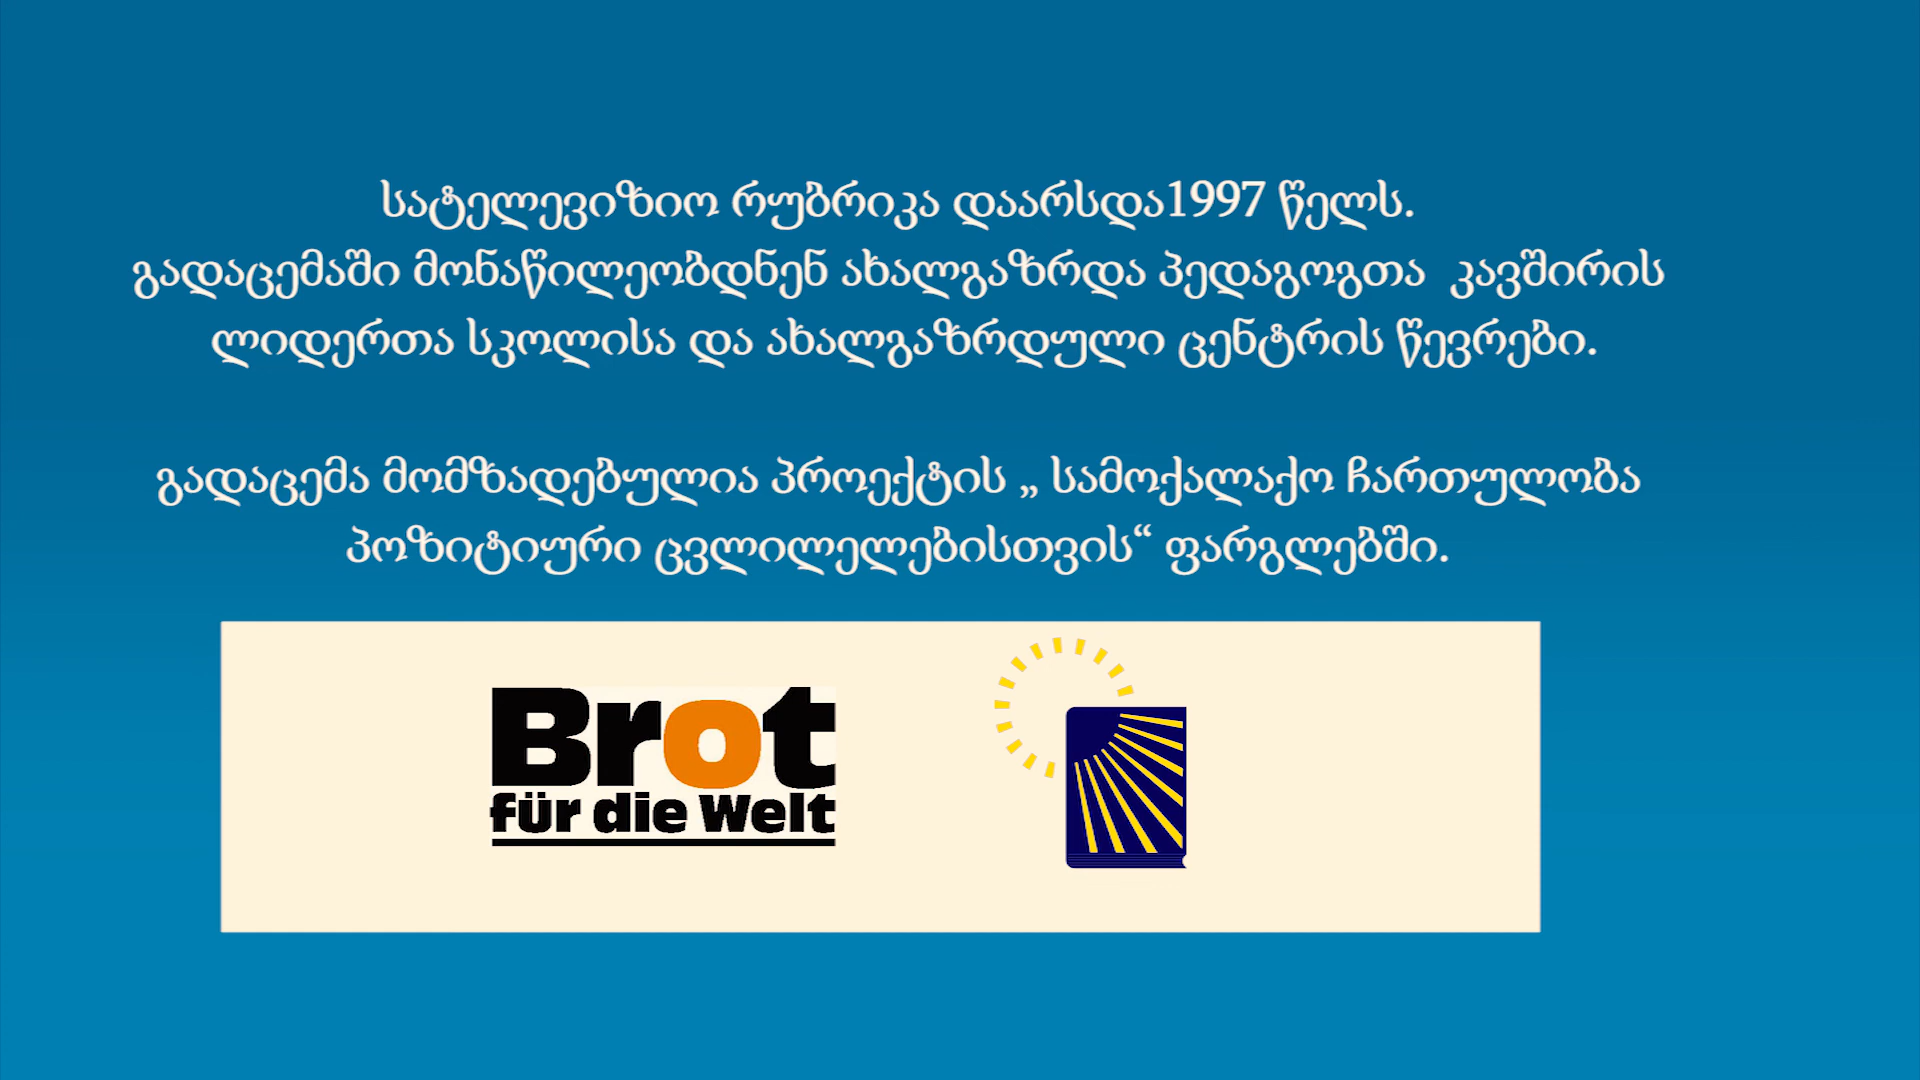 სატელევიზიო რუბრიკა დაარსდა1997 წელს.
გადაცემაში მონაწილეობდნენ ახალგაზრდა პედაგოგთა  კავშირის
ლიდერთა სკოლისა და ახალგაზრდული ცენტრის წევრები.
გადაცემა მომზადებულია პროექტის „ სამოქალაქო ჩართულობა
პოზიტიური ცვლილელებისთვის“ ფარგლებში.
Brot
für die Welt